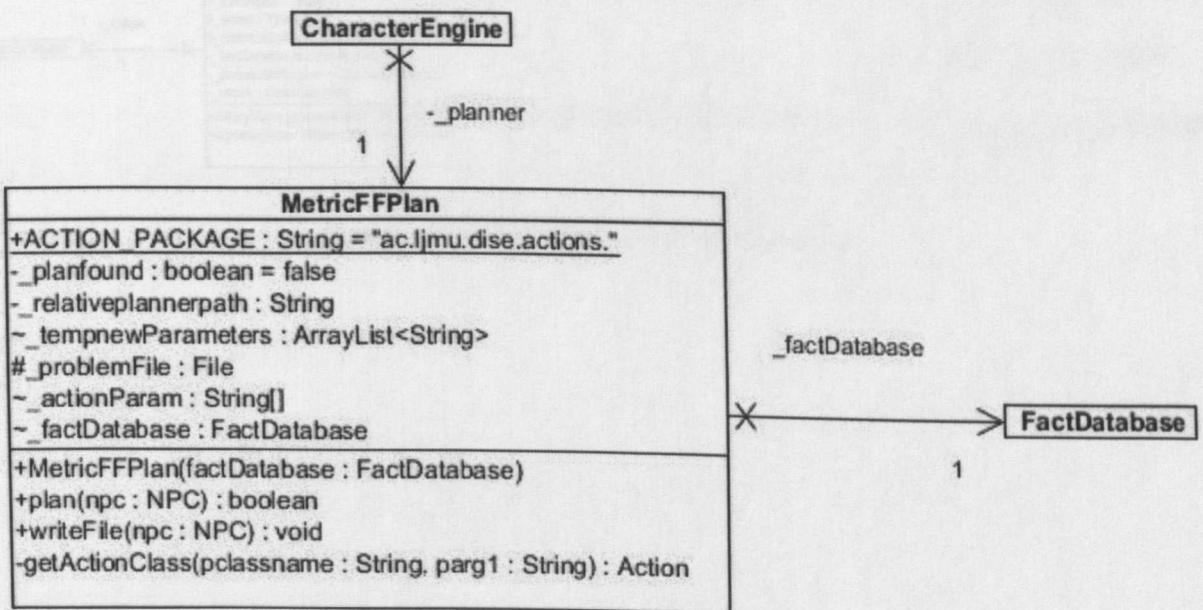 CharacterEngine
-_planner
1
MetricFFPlan
+ACTION_PACKAGE : String = "ac.ljmu.dise.actions."
-_planfound : boolean = false
-_relativeplannerpath : String
~_tempnewParameters : ArrayList<String>
#_problemFile : File
~_actionParam : String[]
~_factDatabase : FactDatabase
+MetricFFPlan(factDatabase : FactDatabase)
+plan(npc : NPC) : boolean
+writeFile(npc : NPC) : void
-getActionClass(pclassname : String, parg1 : String) : Action
_factDatabase
FactDatabase
1